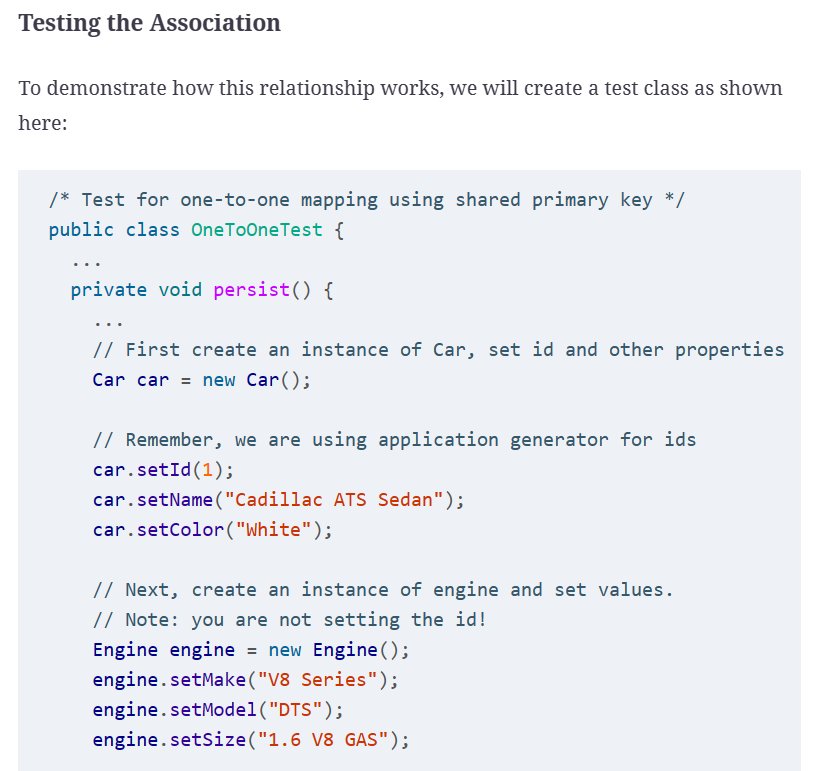 Testing the Association
To demonstrate how this relationship works, we will create a test class as shown
here:
/* Test for one-to-one mapping using shared primary key */
public class OneToOneTest {
  ...
  private void persist() {
    ...
    // First create an instance of Car, set id and other properties
    Car car = new Car();
    // Remember, we are using application generator for ids
    car.setId(1);
    car.setName("Cadillac ATS Sedan");
    car.setColor("White");
    // Next, create an instance of engine and set values.
    // Note: you are not setting the id!
    Engine engine = new Engine();
    engine.setMake("V8 Series");
    engine.setModel("DTS");
    engine.setSize("1.6 V8 GAS");